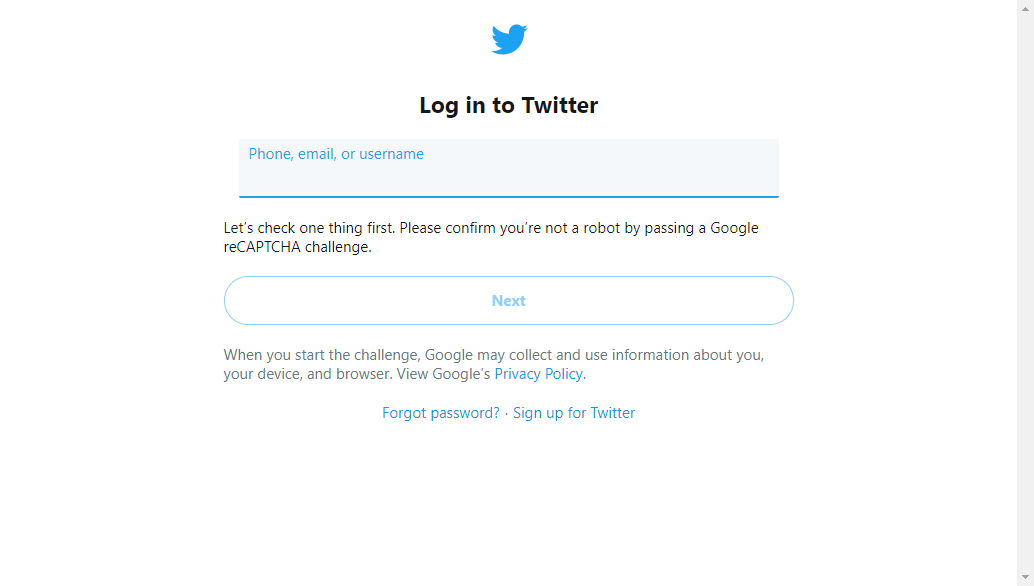 Log in to Twitter
Phone, email, or username
Let’s check one thing first. Please confirm you’re not a robot by passing a Google
reCAPTCHA challenge.
Next
When you start the challenge, Google may collect and use information about you,
your device, and browser. View Google’s Privacy Policy.
Forgot password? · Sign up for Twitter